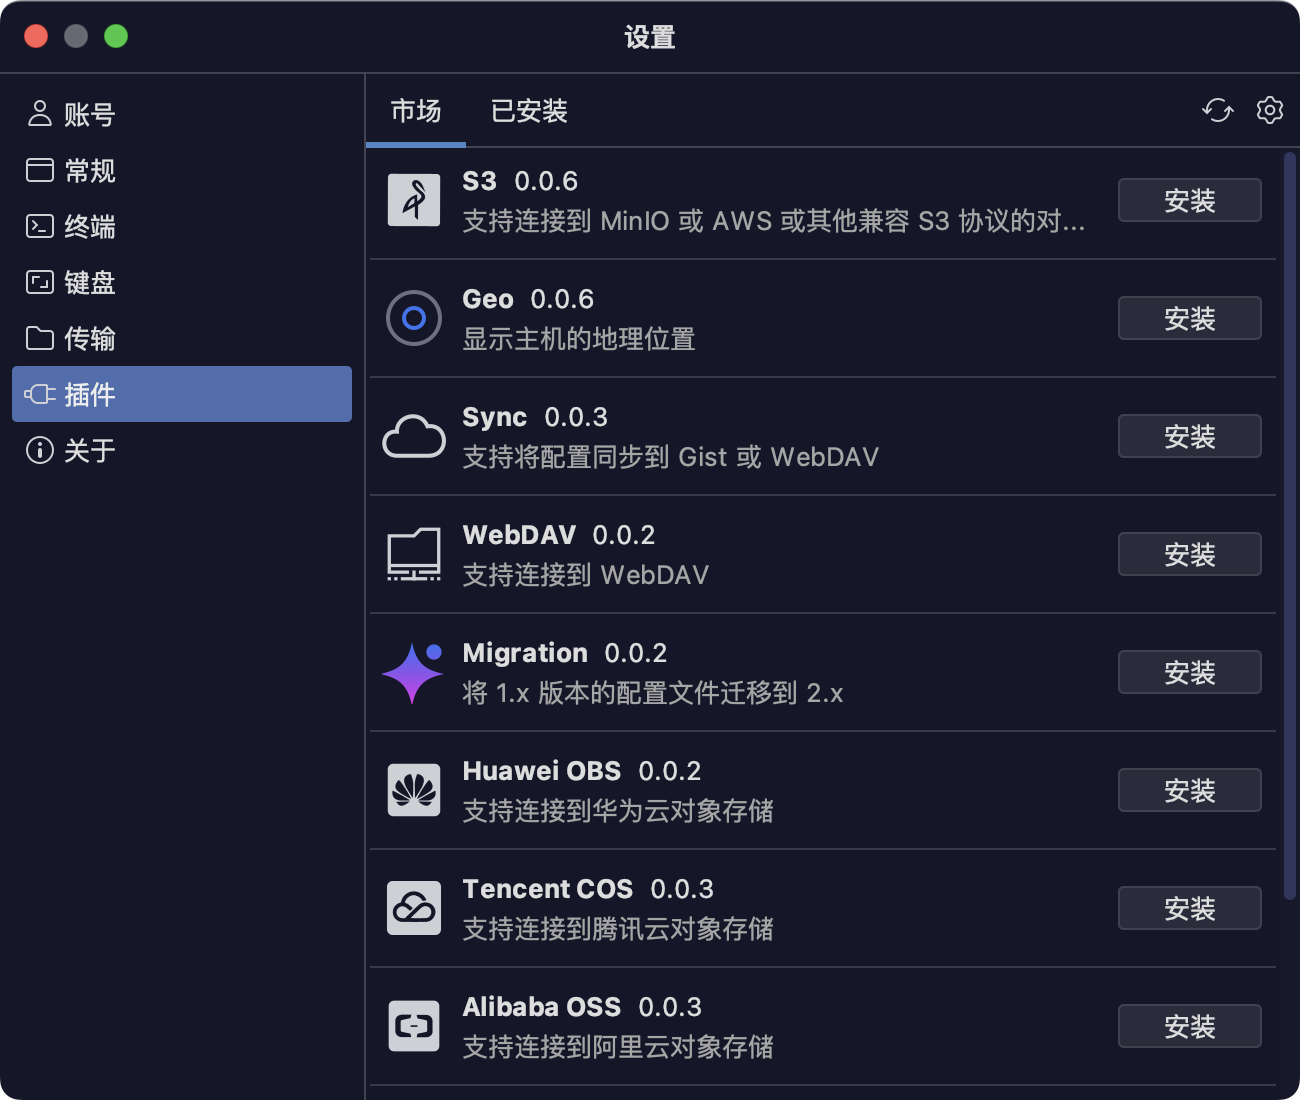 设置
账号
常规
终端
键盘
传输
插件
关于
市场 已安装
S3 0.0.6
支持连接到 MinIO 或 AWS 或其他兼容 S3 协议的对...
安装
Geo 0.0.6
显示主机的地理位置
安装
Sync 0.0.3
支持将配置同步到 Gist 或 WebDAV
安装
WebDAV 0.0.2
支持连接到 WebDAV
安装
Migration 0.0.2
将 1.x 版本的配置文件迁移到 2.x
安装
Huawei OBS 0.0.2
支持连接到华为云对象存储
安装
Tencent COS 0.0.3
支持连接到腾讯云对象存储
安装
Alibaba OSS 0.0.3
支持连接到阿里云对象存储
安装